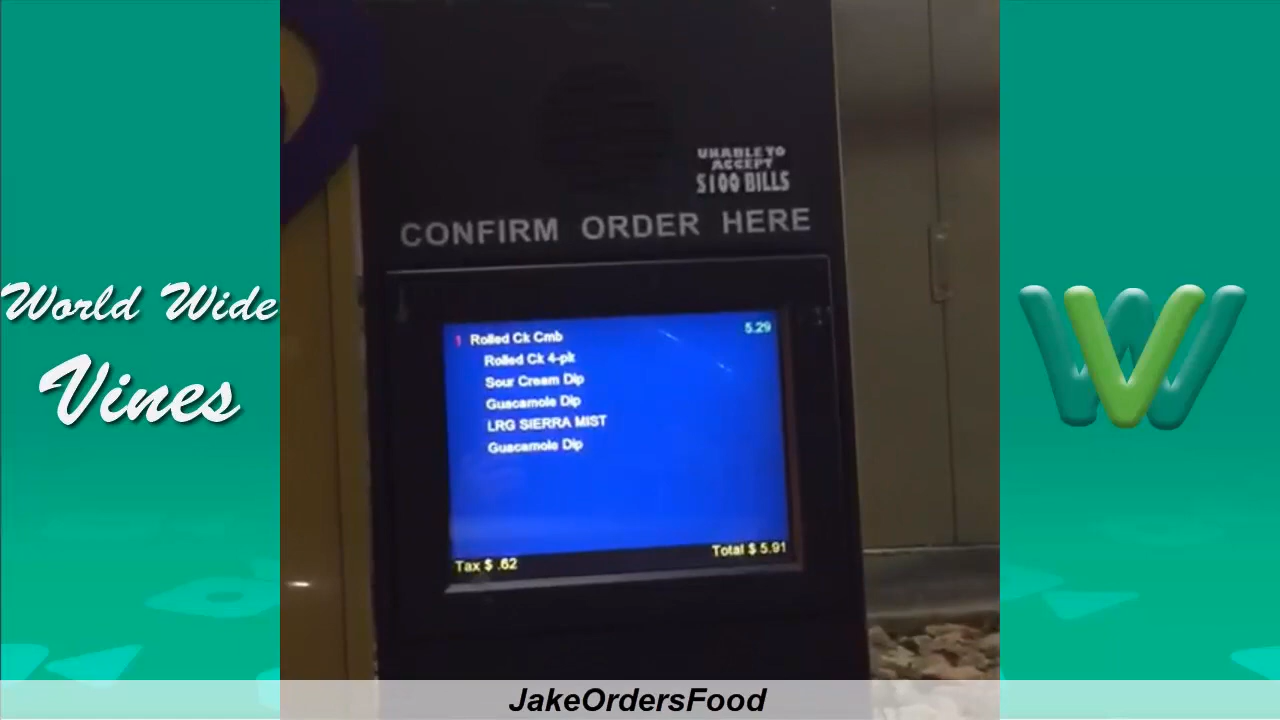 UNABLE TO
ACCEPT
$100 BILLS
CONFIRM ORDER HERE
1 Rolled Ck Cmb 5.29
Rolled Ck 4-pk
Sour Cream Dip
Guacamole Dip
LRG SIERRA MIST
Guacamole Dip
Tax $ .62 Total $ 5.91
World Wide
Vines
JakeOrdersFood